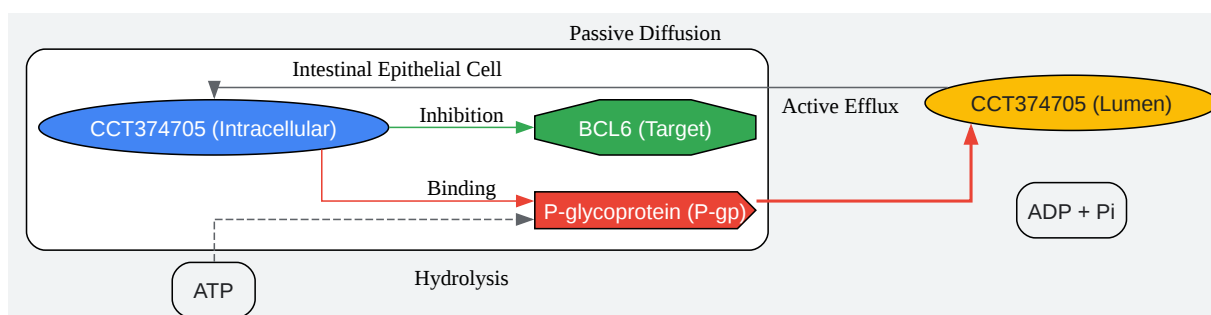 Passive Diffusion
Intestinal Epithelial Cell
CCT374705 (Lumen)
Active Efflux
Inhibition
CCT374705 (Intracellular)
BCL6 (Target)
Binding
P-glycoprotein (P-gp)
ADP + Pi
Hydrolysis
ATP